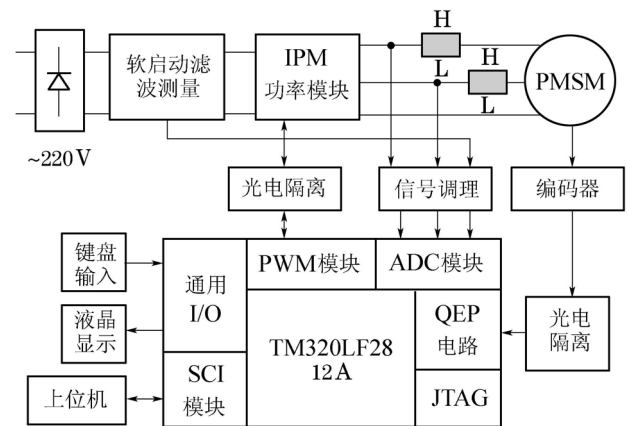 H
软启动滤
波测量
IPM
功率模块
L
H
L
PMSM
~220V
光电隔离
信号调理
编码器
键盘
输入
通用
I/O
PWM模块
ADC模块
液晶
显示
TM320LF28
12A
QEP
电路
光电
隔离
上位机
SCI
模块
JTAG